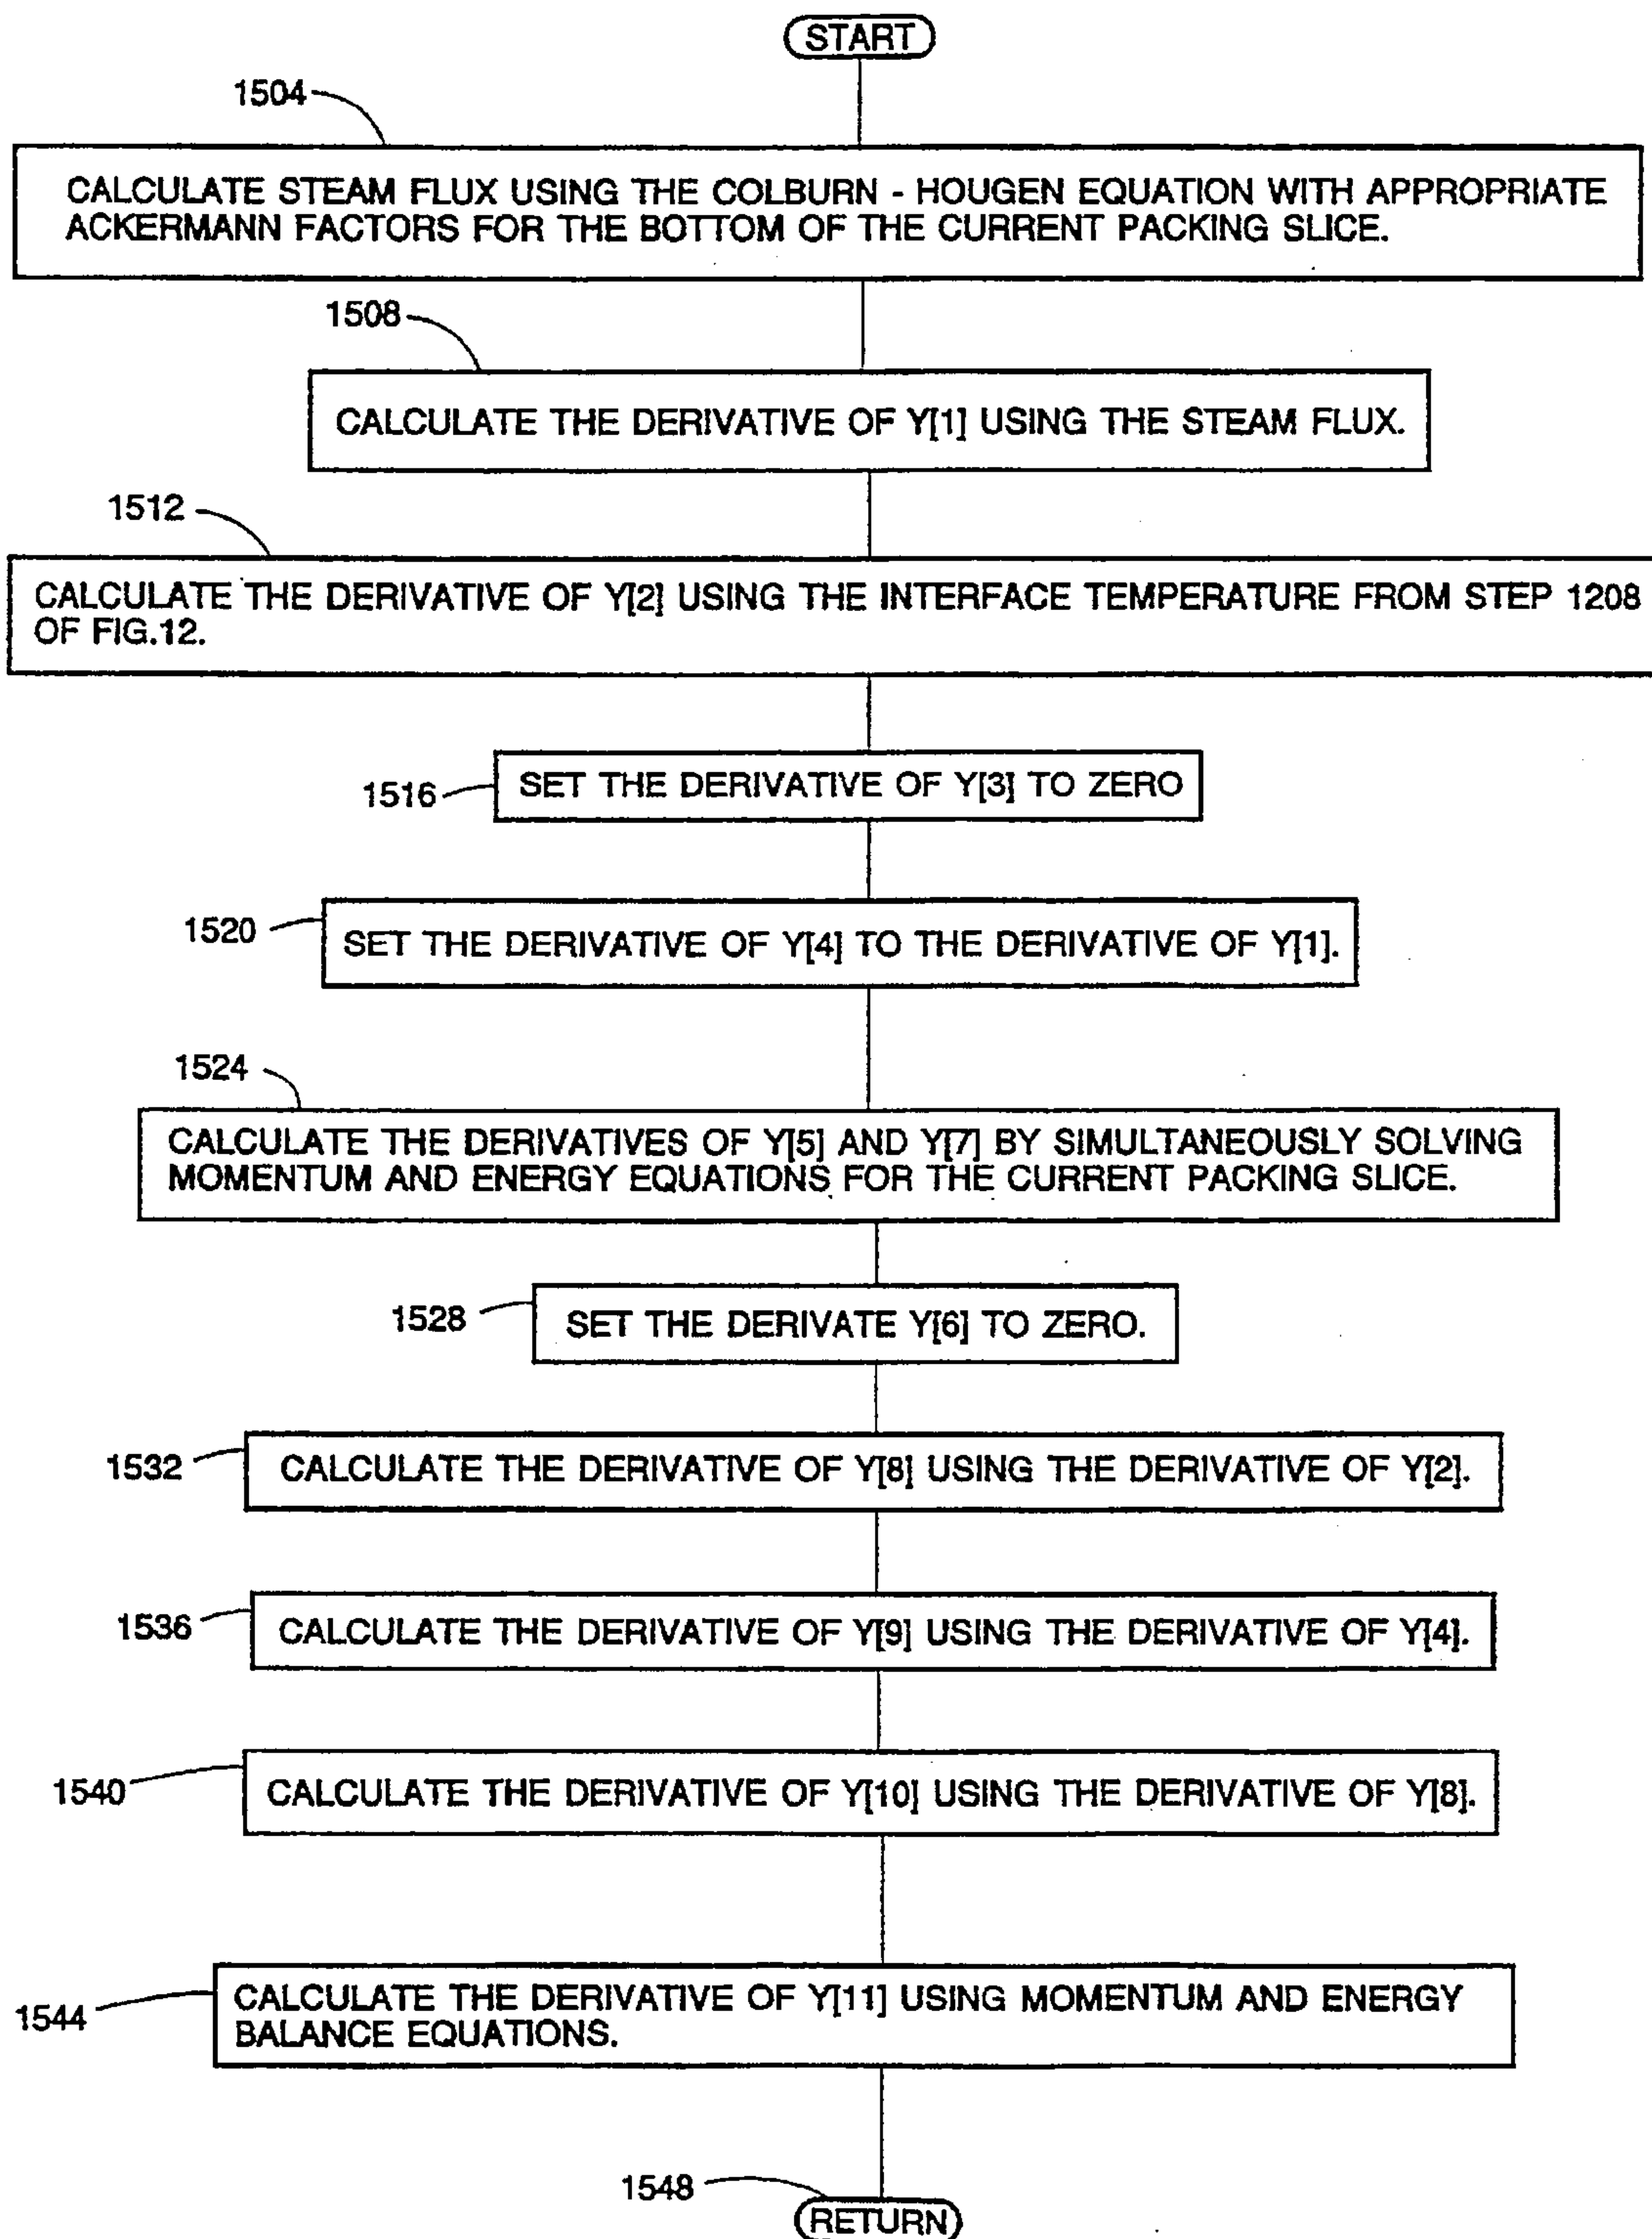 START
1504
CALCULATE STEAM FLUX USING THE COLBURN - HOUGEN EQUATION WITH APPROPRIATE
ACKERMANN FACTORS FOR THE BOTTOM OF THE CURRENT PACKING SLICE.
1508
CALCULATE THE DERIVATIVE OF Y[1] USING THE STEAM FLUX.
1512
CALCULATE THE DERIVATIVE OF Y[2] USING THE INTERFACE TEMPERATURE FROM STEP 1208
OF FIG.12.
1516
SET THE DERIVATIVE OF Y[3] TO ZERO
1520
SET THE DERIVATIVE OF Y[4] TO THE DERIVATIVE OF Y[1].
1524
CALCULATE THE DERIVATIVES OF Y[5] AND Y[7] BY SIMULTANEOUSLY SOLVING
MOMENTUM AND ENERGY EQUATIONS FOR THE CURRENT PACKING SLICE.
1528
SET THE DERIVATE Y[6] TO ZERO.
1532
CALCULATE THE DERIVATIVE OF Y[8] USING THE DERIVATIVE OF Y[2].
1536
CALCULATE THE DERIVATIVE OF Y[9] USING THE DERIVATIVE OF Y[4].
1540
CALCULATE THE DERIVATIVE OF Y[10] USING THE DERIVATIVE OF Y[8].
1544
CALCULATE THE DERIVATIVE OF Y[11] USING MOMENTUM AND ENERGY
BALANCE EQUATIONS.
1548
RETURN